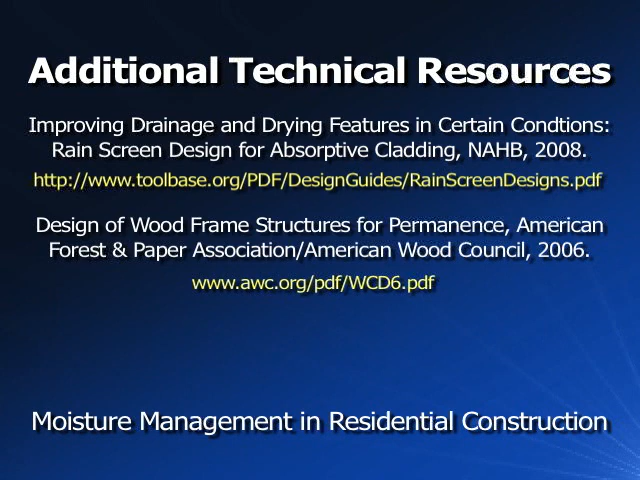 Additional Technical Resources
Improving Drainage and Drying Features in Certain Condtions:
Rain Screen Design for Absorptive Cladding, NAHB, 2008.
http://www.toolbase.org/PDF/DesignGuides/RainScreenDesigns.pdf
Design of Wood Frame Structures for Permanence, American
Forest & Paper Association/American Wood Council, 2006.
www.awc.org/pdf/WCD6.pdf
Moisture Management in Residential Construction